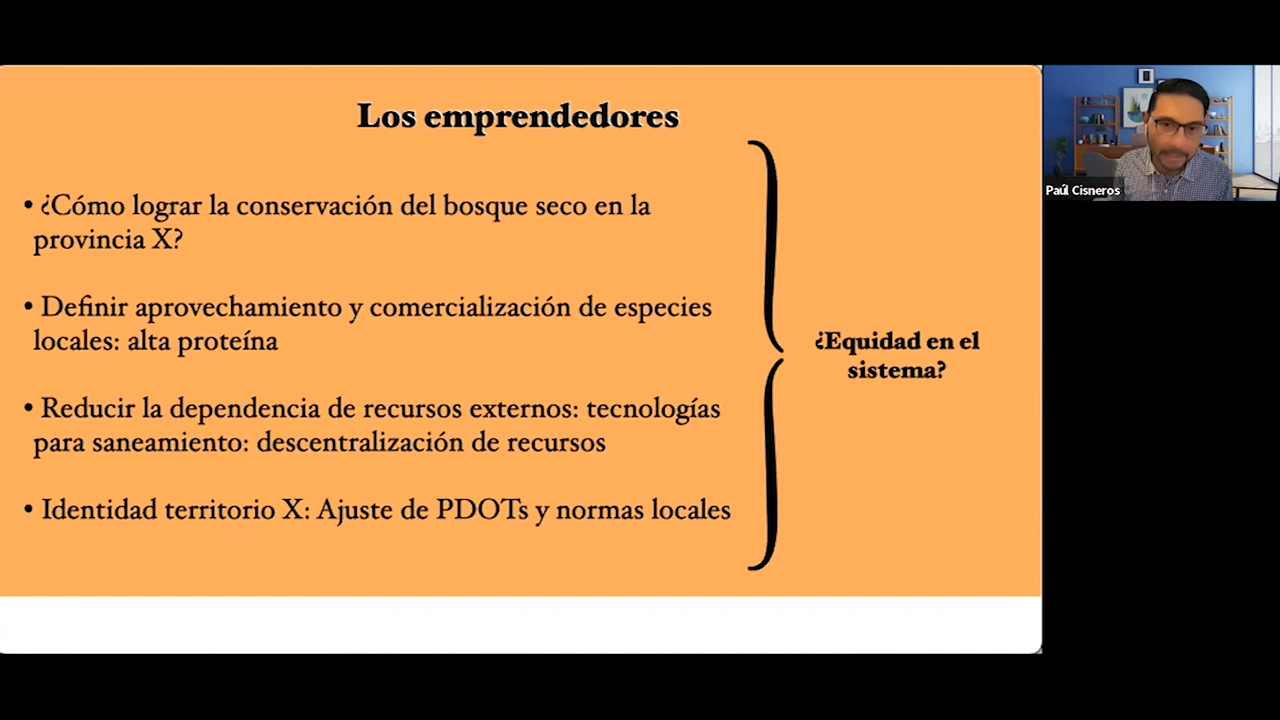 Los emprendedores
• ¿Cómo lograr la conservación del bosque seco en la
provincia X?
• Definir aprovechamiento y comercialización de especies
locales: alta proteína
• Reducir la dependencia de recursos externos: tecnologías
para saneamiento: descentralización de recursos
• Identidad territorio X: Ajuste de PDOTs y normas locales
¿Equidad en el
sistema?
Paúl Cisneros